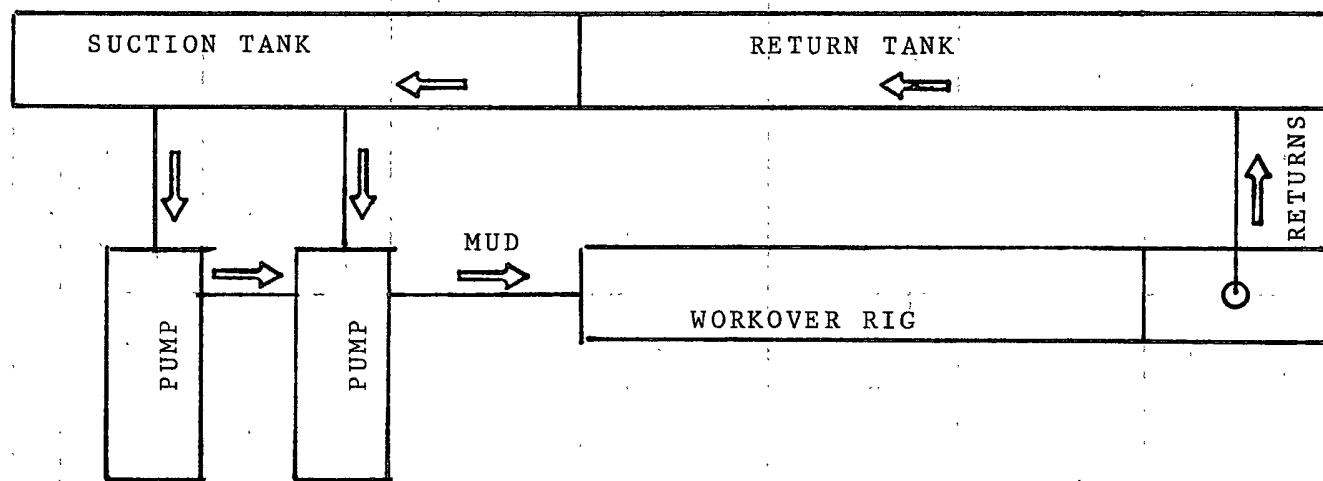 SUCTION TANK
RETURN TANK
RETURNS
MUD
PUMP
PUMP
WORKOVER RIG